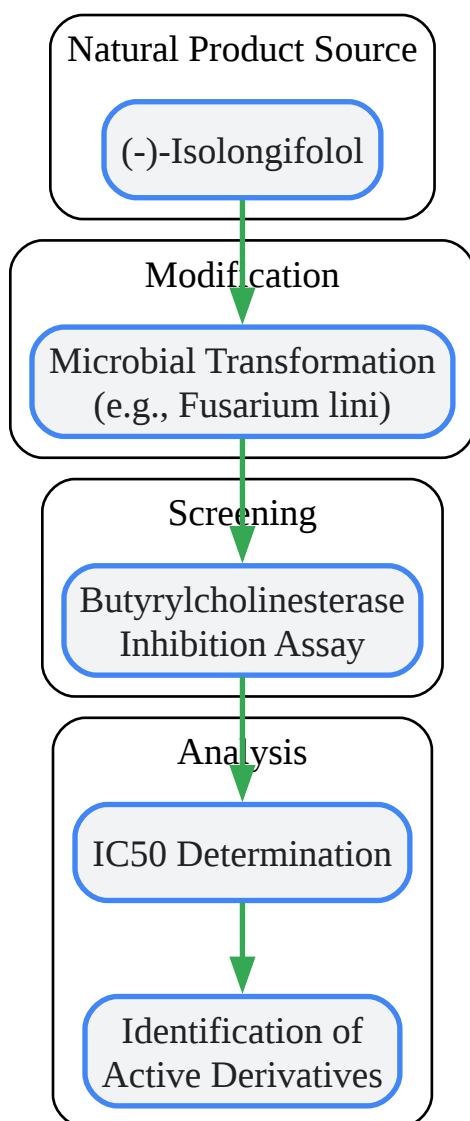 Natural Product Source
(-)-Isolongifolol
Modification
Microbial Transformation
(e.g., Fusarium lini)
Screening
Butyrylcholinesterase
Inhibition Assay
Analysis
IC50 Determination
Identification of
Active Derivatives